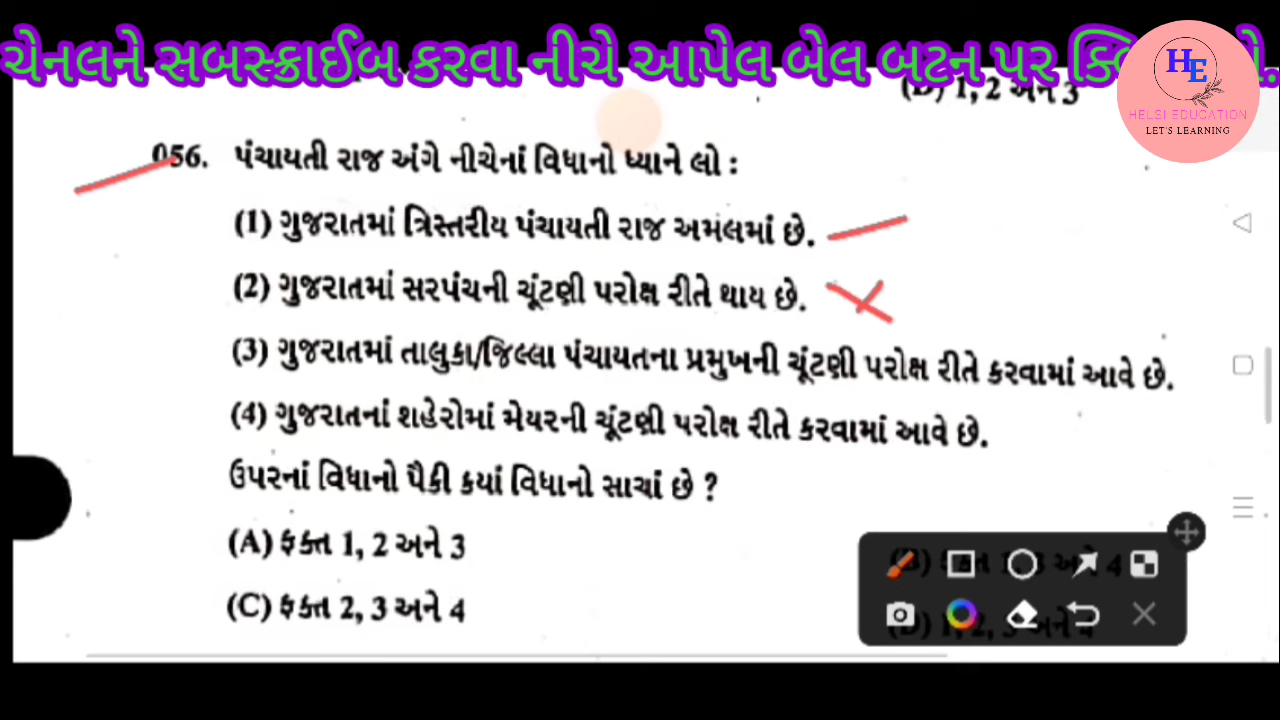 ચેનલને સબસ્ક્રાઈબ કરવા નીચે આપેલ બેલ બટન પર
HE
HELSI EDUCATION
LET'S LEARNING
(D) 1, 2 અને 3
056. પંચાયતી રાજ અંગે નીચેનાં વિધાનો ધ્યાને લો :
(1) ગુજરાતમાં ત્રિસ્તરીય પંચાયતી રાજ અમલમાં છે.
(2) ગુજરાતમાં સરપંચની ચૂંટણી પરોક્ષ રીતે થાય છે.
(3) ગુજરાતમાં તાલુકા/જિલ્લા પંચાયતના પ્રમુખની ચૂંટણી પરોક્ષ રીતે કરવામાં આવે છે.
(4) ગુજરાતનાં શહેરોમાં મેયરની ચૂંટણી પરોક્ષ રીતે કરવામાં આવે છે.
ઉપરનાં વિધાનો પૈકી કયાં વિધાનો સાચાં છે ?
(A) ફક્ત 1, 2 અને 3
(C) ફક્ત 2, 3 અને 4